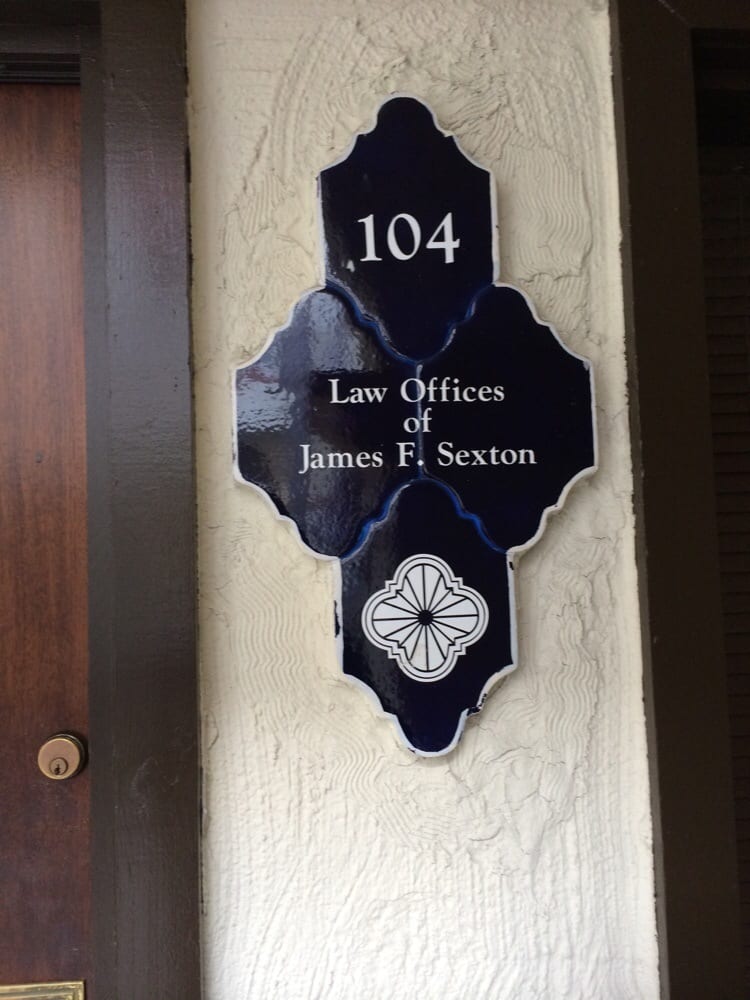 104
Law Offices
of
James F. Sexton